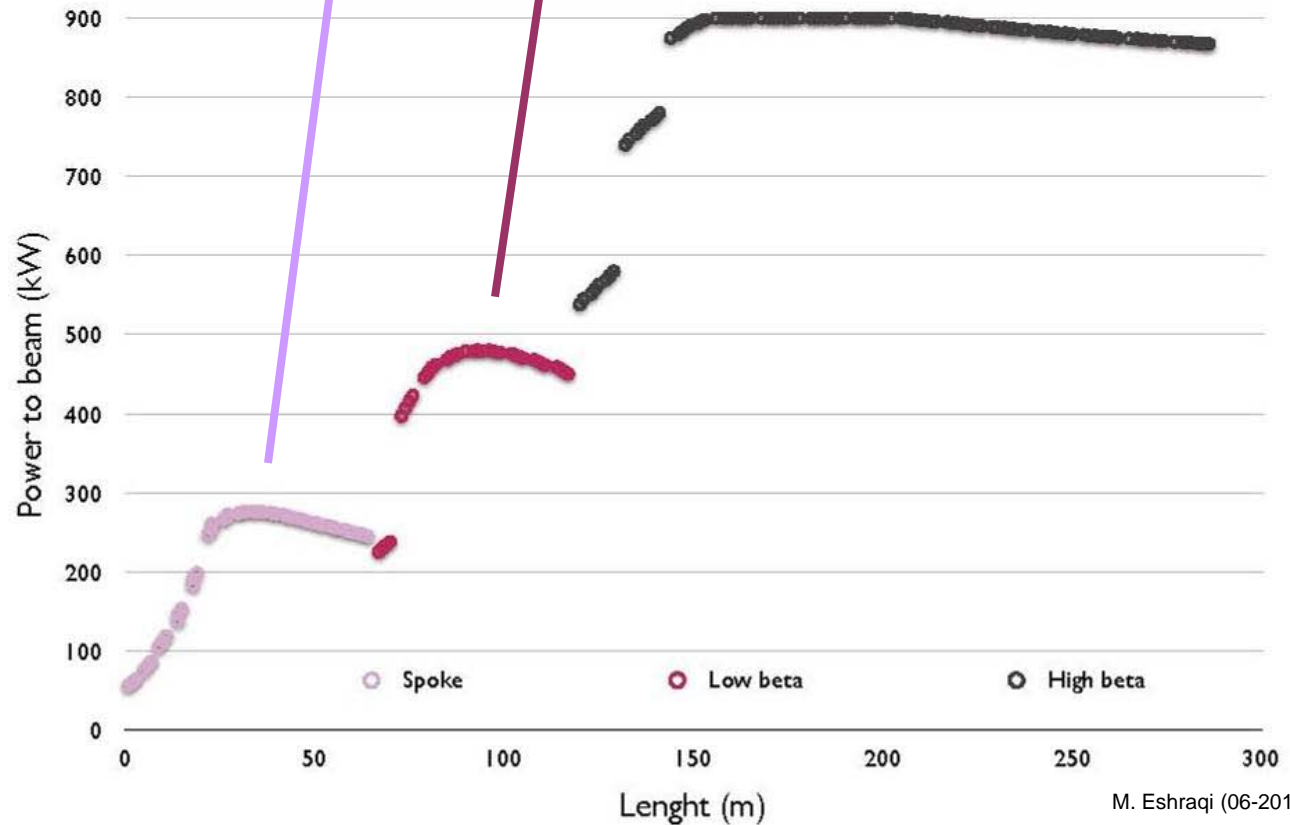 900
800
700
600
500
400
300
200
100
0
Power to beam (kW)
Spoke
Low beta
High beta
0 50 100 150 200 250 300
Lenght (m)
M. Eshraqi (06-201